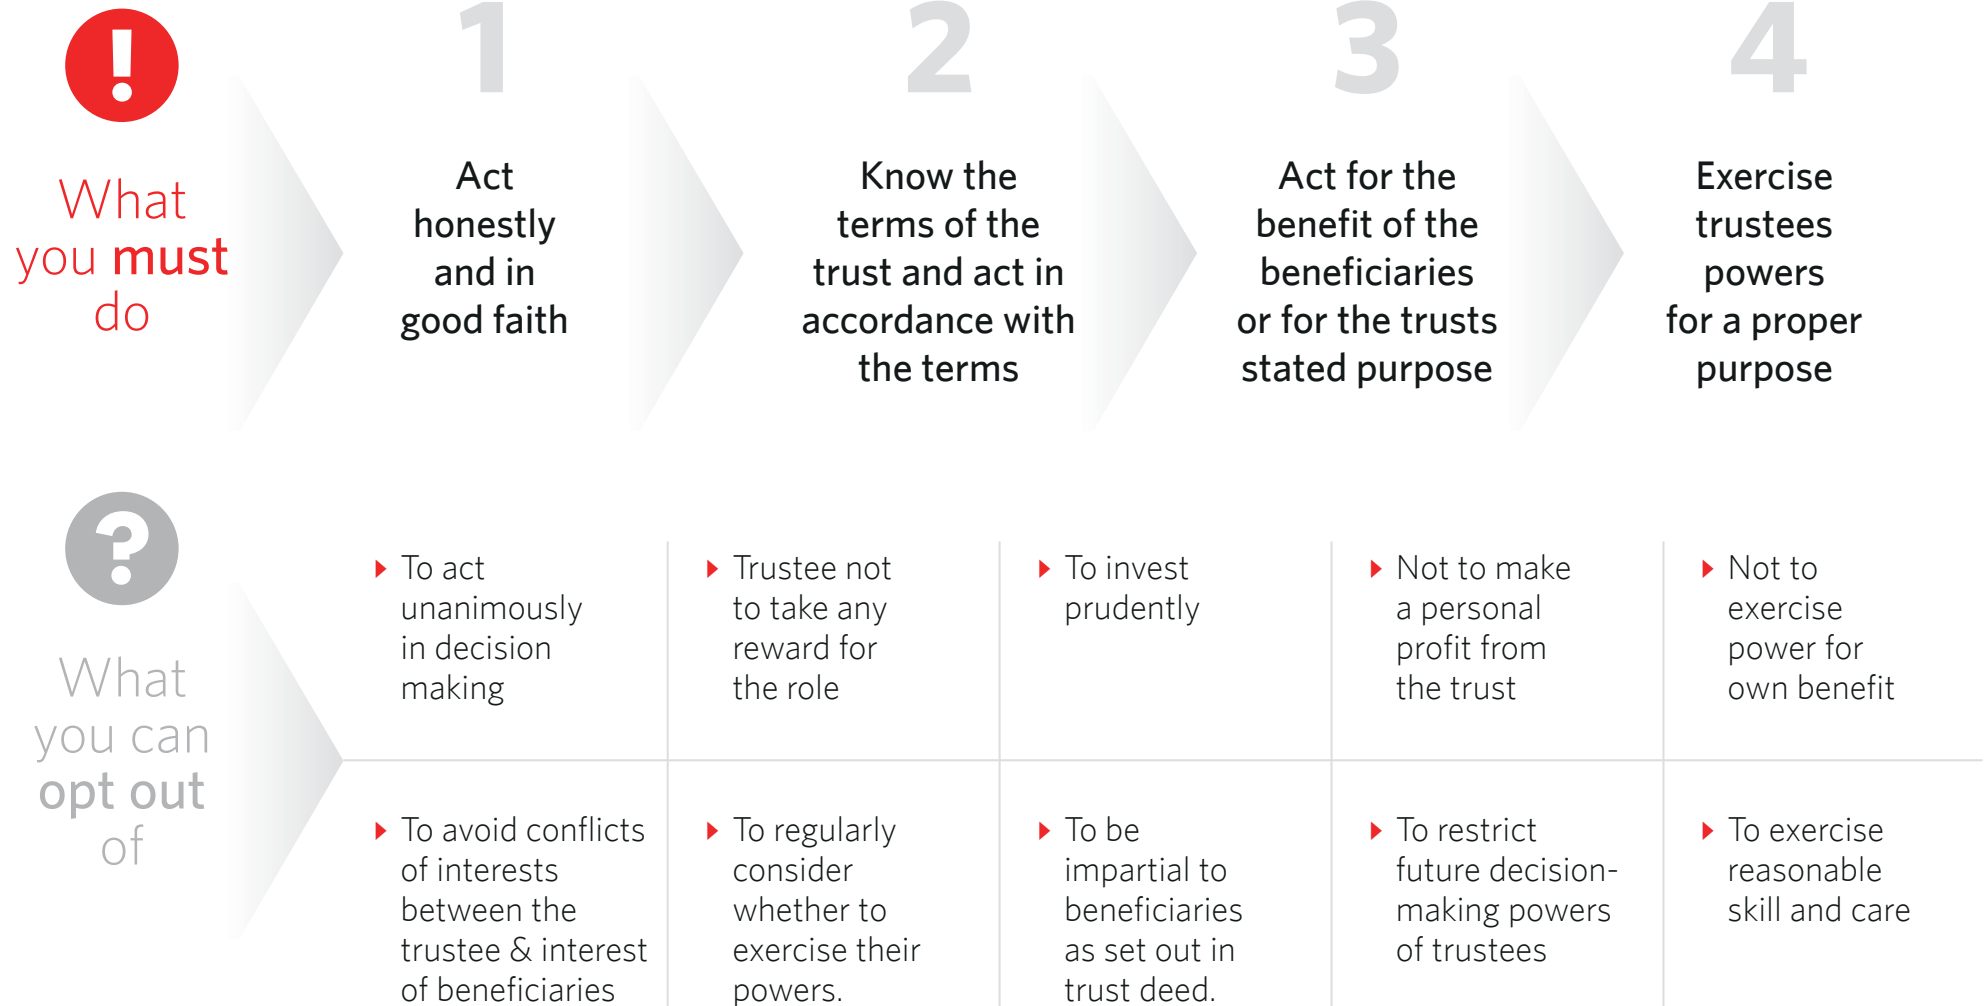 !
What
you must
do
1
Act
honestly
and in
good faith
2
Know the
terms of the
trust and act in
accordance with
the terms
3
Act for the
benefit of the
beneficiaries
or for the trusts
stated purpose
4
Exercise
trustees
powers
for a proper
purpose
?
What
you can
opt out
of
To act
unanimously
in decision
making
Trustee not
to take any
reward for
the role
To invest
prudently
Not to make
a personal
profit from
the trust
Not to
exercise
power for
own benefit
To avoid conflicts
of interests
between the
trustee & interest
of beneficiaries
To regularly
consider
whether to
exercise their
powers.
To be
impartial to
beneficiaries
as set out in
trust deed.
To restrict
future decision-
making powers
of trustees
To exercise
reasonable
skill and care